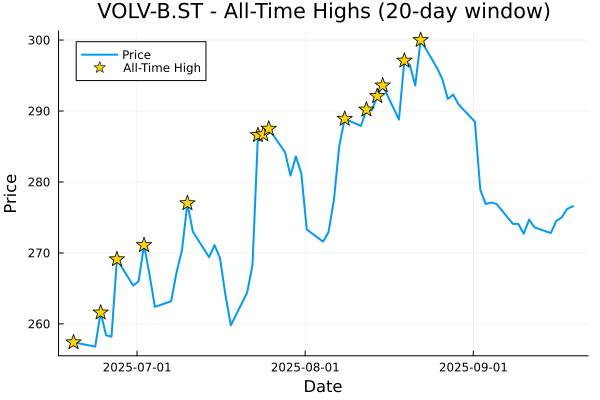 VOLV-B.ST - All-Time Highs (20-day window)
Price
All-Time High
300
290
280
270
260
Price
2025-07-01
2025-08-01
2025-09-01
Date